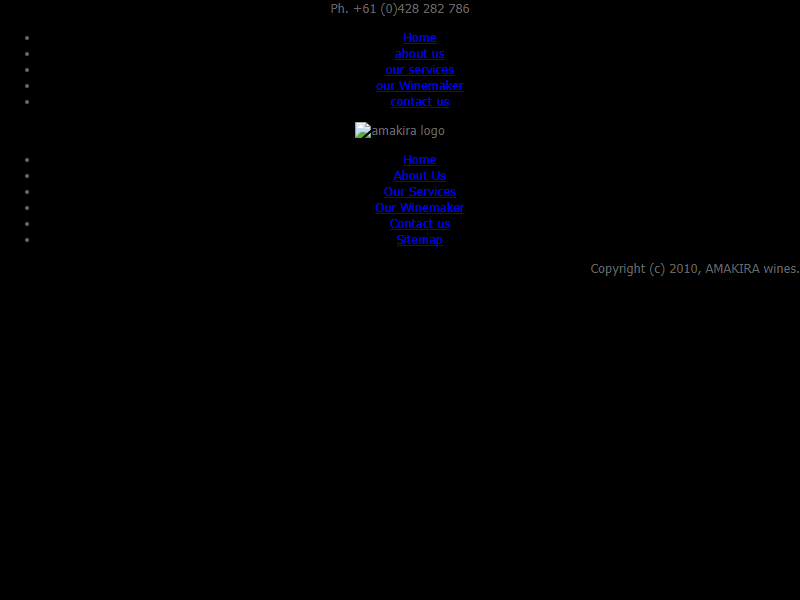 Ph. +61 (0)428 282 786
Home
about us
our services
our Winemaker
contact us
amakira logo
Home
About Us
Our Services
Our Winemaker
Contact us
Sitemap
Copyright (c) 2010, AMAKIRA wines.